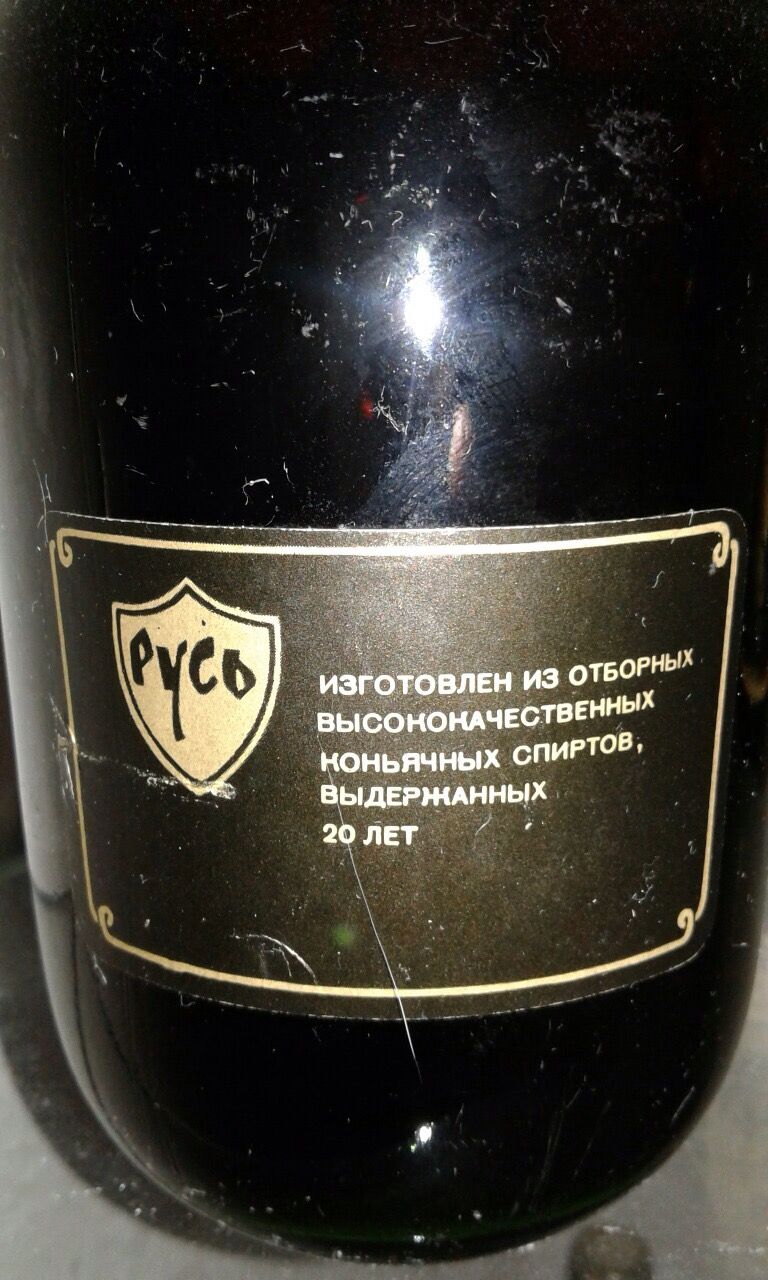 РУСЬ
ИЗГОТОВЛЕН ИЗ ОТБОРНЫХ
ВЫСОКОКАЧЕСТВЕННЫХ
КОНЬЯЧНЫХ СПИРТОВ,
ВЫДЕРЖАННЫХ
20 ЛЕТ